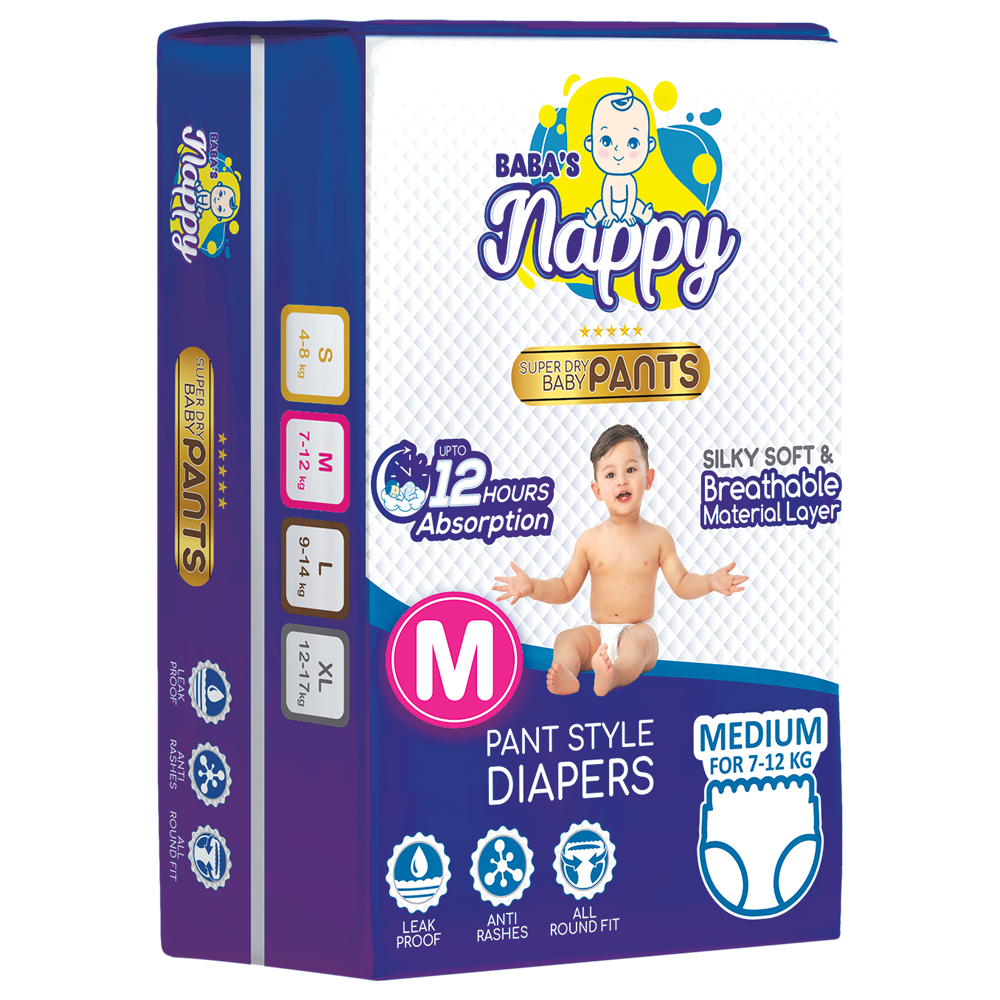 BABA'S
Nappy
SUPER DRY
BABY
PANTS
UPTO
12 HOURS
Absorption
SILKY SOFT &
Breathable
Material Layer
M
PANT STYLE
DIAPERS
MEDIUM
FOR 7-12 KG
LEAK
PROOF
ANTI
RASHES
ALL
ROUND FIT
BABA'S
Nappy
SUPER DRY
BABY
PANTS
LEAK
PROOF
ANTI
RASHES
ALL
ROUND FIT
S
4-8 kg
M
7-12 kg
L
9-14 kg
XL
12-17kg